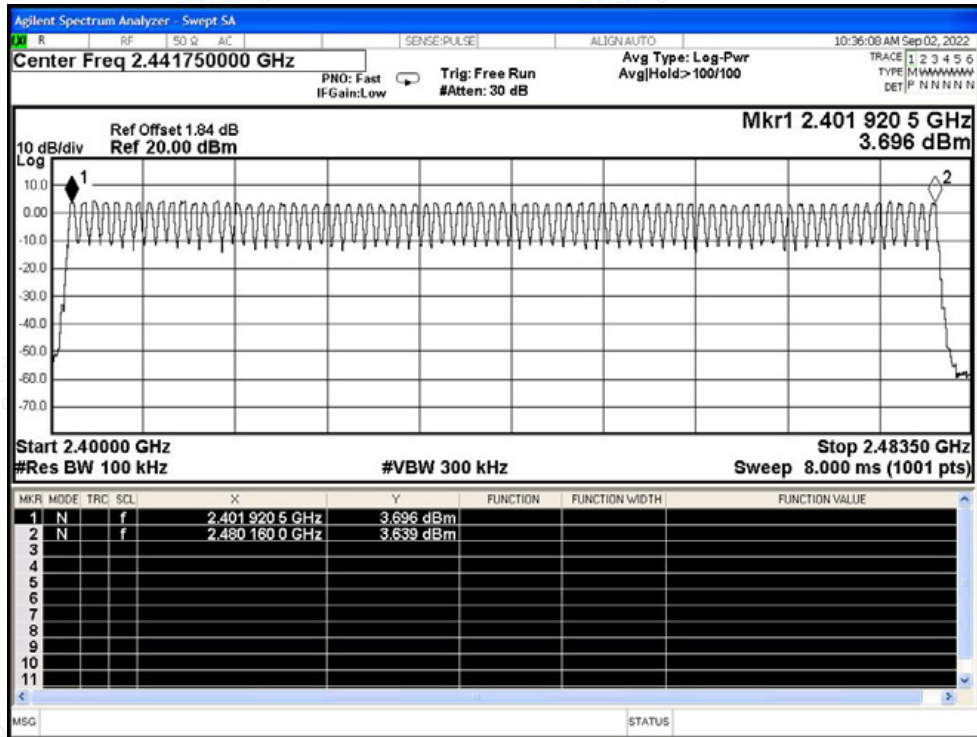 Agilent Spectrum Analyzer - Swept SA
R RF 50 Ω AC SENSE:PULSE ALIGN AUTO 10:36:08 AM Sep 02, 2022
Center Freq 2.441750000 GHz Avg Type: Log-Pwr TRACE 1 2 3 4 5 6
PNO: Fast Trig: Free Run Avg|Hold:> 100/100 TYPE M WWWWW
IFGain:Low #Atten: 30 dB DET P N N N N N
Mkr1 2.401 920 5 GHz
Ref Offset 1.84 dB
10 dB/div Ref 20.00 dBm 3.696 dBm
Log
1 2
10.0
0.00
-10.0
-20.0
-30.0
-40.0
-50.0
-60.0
-70.0
Start 2.40000 GHz Stop 2.48350 GHz
#Res BW 100 kHz #VBW 300 kHz Sweep 8.000 ms (1001 pts)
MKR MODE TRC SCL X Y FUNCTION FUNCTION WIDTH FUNCTION VALUE
1 N f 2.401 920 5 GHz 3.696 dBm
2 N f 2.480 160 0 GHz 3.639 dBm
3
4
5
6
7
8
9
10
11
MSG STATUS